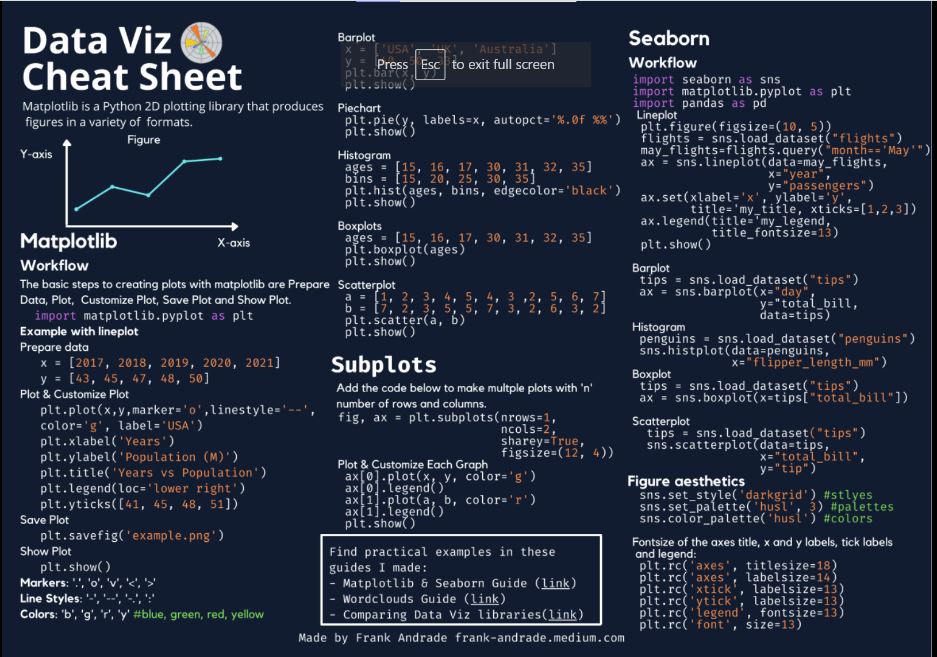 Data Viz
Cheat Sheet
Matplotlib is a Python 2D plotting library that produces
figures in a variety of formats.
Figure
Y-axis
X-axis
Matplotlib
Workflow
The basic steps to creating plots with matplotlib are Prepare
Data, Plot, Customize Plot, Save Plot and Show Plot.
import matplotlib.pyplot as plt
Example with lineplot
Prepare data
x = [2017, 2018, 2019, 2020, 2021]
y = [43, 45, 47, 48, 50]
Plot & Customize Plot
plt.plot(x,y,marker='o',linestyle='--',
color='g', label='USA')
plt.xlabel('Years')
plt.ylabel('Population (M)')
plt.title('Years vs Population')
plt.legend(loc='lower right')
plt.yticks([41, 45, 48, 51])
Save Plot
plt.savefig('example.png')
Show Plot
plt.show()
Markers: '.', 'o', 'v', '<', '>'
Line Styles: '-', '--', '-.', ':'
Colors: 'b', 'g', 'r', 'y' #blue, green, red, yellow
Barplot
x = ['USA', 'UK', 'Australia']
y = [
plt.bar(x, y)
plt.show()
Press Esc to exit full screen
Piechart
plt.pie(y, labels=x, autopct='%.0f %%')
plt.show()
Histogram
ages = [15, 16, 17, 30, 31, 32, 35]
bins = [15, 20, 25, 30, 35]
plt.hist(ages, bins, edgecolor='black')
plt.show()
Boxplots
ages = [15, 16, 17, 30, 31, 32, 35]
plt.boxplot(ages)
plt.show()
Scatterplot
a = [1, 2, 3, 4, 5, 4, 3 ,2, 5, 6, 7]
b = [7, 2, 3, 5, 5, 7, 3, 2, 6, 3, 2]
plt.scatter(a, b)
plt.show()
Subplots
Add the code below to make multple plots with 'n'
number of rows and columns.
fig, ax = plt.subplots(nrows=1,
ncols=2,
sharey=True,
figsize=(12, 4))
Plot & Customize Each Graph
ax[0].plot(x, y, color='g')
ax[0].legend()
ax[1].plot(a, b, color='r')
ax[1].legend()
plt.show()
Find practical examples in these
guides I made:
- Matplotlib & Seaborn Guide (link)
- Wordclouds Guide (link)
- Comparing Data Viz libraries(link)
Seaborn
Workflow
import seaborn as sns
import matplotlib.pyplot as plt
import pandas as pd
Lineplot
plt.figure(figsize=(10, 5))
flights = sns.load_dataset("flights")
may_flights=flights.query("month=='May'")
ax = sns.lineplot(data=may_flights,
x="year",
y="passengers")
ax.set(xlabel='x', ylabel='y',
title='my_title, xticks=[1,2,3])
ax.legend(title='my_legend,
title_fontsize=13)
plt.show()
Barplot
tips = sns.load_dataset("tips")
ax = sns.barplot(x="day",
y="total_bill,
data=tips)
Histogram
penguins = sns.load_dataset("penguins")
sns.histplot(data=penguins,
x="flipper_length_mm")
Boxplot
tips = sns.load_dataset("tips")
ax = sns.boxplot(x=tips["total_bill"])
Scatterplot
tips = sns.load_dataset("tips")
sns.scatterplot(data=tips,
x="total_bill",
y="tip")
Figure aesthetics
sns.set_style('darkgrid') #stlyes
sns.set_palette('husl', 3) #palettes
sns.color_palette('husl') #colors
Fontsize of the axes title, x and y labels, tick labels
and legend:
plt.rc('axes', titlesize=18)
plt.rc('axes', labelsize=14)
plt.rc('xtick', labelsize=13)
plt.rc('ytick', labelsize=13)
plt.rc('legend', fontsize=13)
plt.rc('font', size=13)
Made by Frank Andrade frank-andrade.medium.com